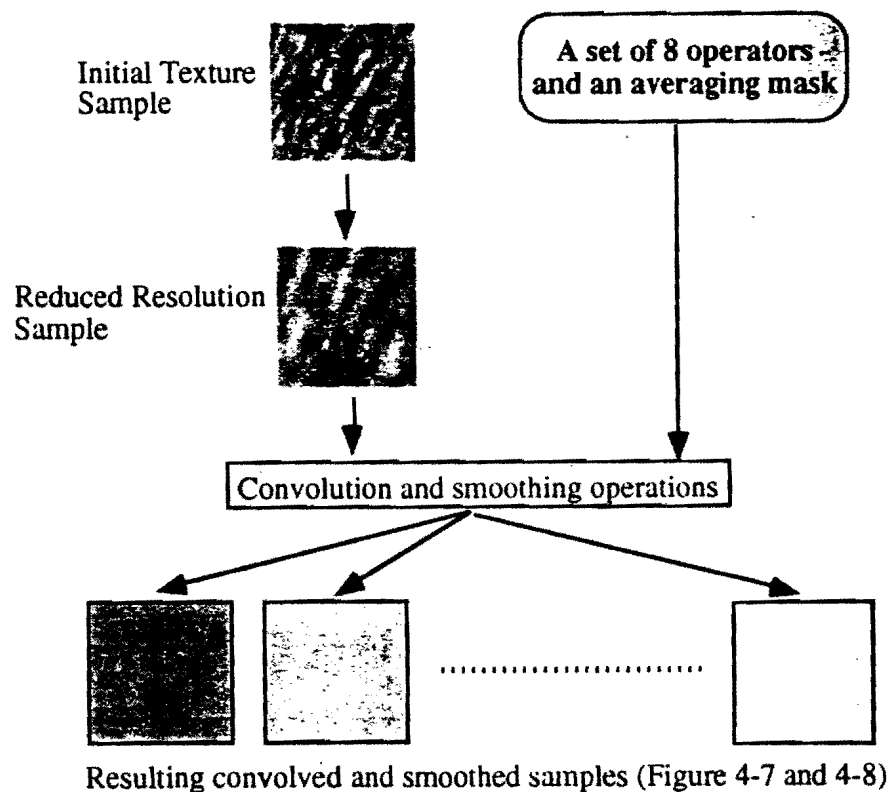 Initial Texture
Sample
A set of 8 operators
and an averaging mask
Reduced Resolution
Sample
Convolution and smoothing operations
Resulting convolved and smoothed samples (Figure 4-7 and 4-8)